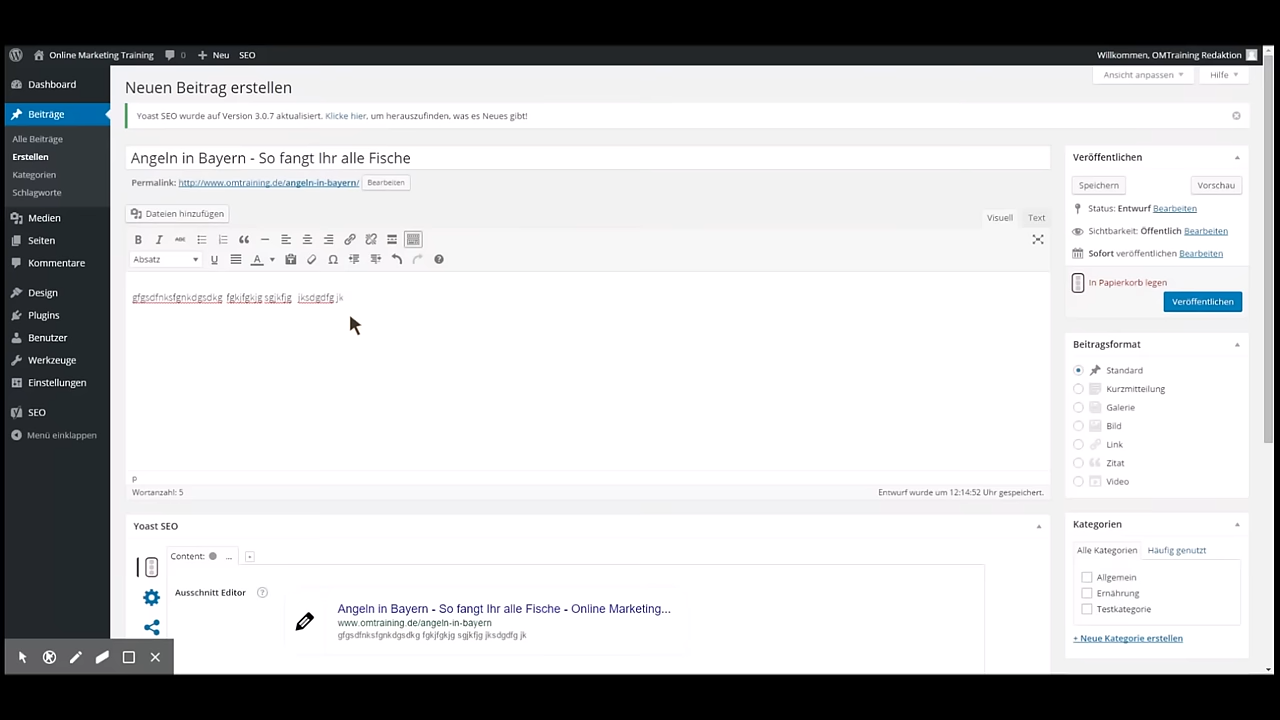 Online Marketing Training 0 Neu SEO Willkommen, OMTraining Redaktion
Dashboard
Beiträge
Alle Beiträge
Erstellen
Kategorien
Schlagworte
Medien
Seiten
Kommentare
Design
Plugins
Benutzer
Werkzeuge
Einstellungen
SEO
Menü einklappen
Ansicht anpassen Hilfe
Neuen Beitrag erstellen
Yoast SEO wurde auf Version 3.0.7 aktualisiert. Klicke hier, um herauszufinden, was es Neues gibt!
Angeln in Bayern - So fangt Ihr alle Fische
Permalink: http://www.omtraining.de/angeln-in-bayern/ Bearbeiten
Dateien hinzufügen
Visuell Text
B I ABC
Absatz U A Ω
gfgsdfnksfgnkdgsdkg fgkjfgkjg sgjkfjg jksdgdfg jk
p
Wortanzahl: 5 Entwurf wurde um 12:14:52 Uhr gespeichert.
Yoast SEO
Content: ... +
Ausschnitt Editor ?
Angeln in Bayern - So fangt Ihr alle Fische - Online Marketing...
www.omtraining.de/angeln-in-bayern
gfgsdfnksfgnkdgsdkg fgkjfgkjg sgjkfjg jksdgdfg jk
Veröffentlichen
Speichern Vorschau
Status: Entwurf Bearbeiten
Sichtbarkeit: Öffentlich Bearbeiten
Sofort veröffentlichen Bearbeiten
In Papierkorb legen
Veröffentlichen
Beitragsformat
Standard
Kurzmitteilung
Galerie
Bild
Link
Zitat
Video
Kategorien
Alle Kategorien Häufig genutzt
Allgemein
Ernährung
Testkategorie
+ Neue Kategorie erstellen